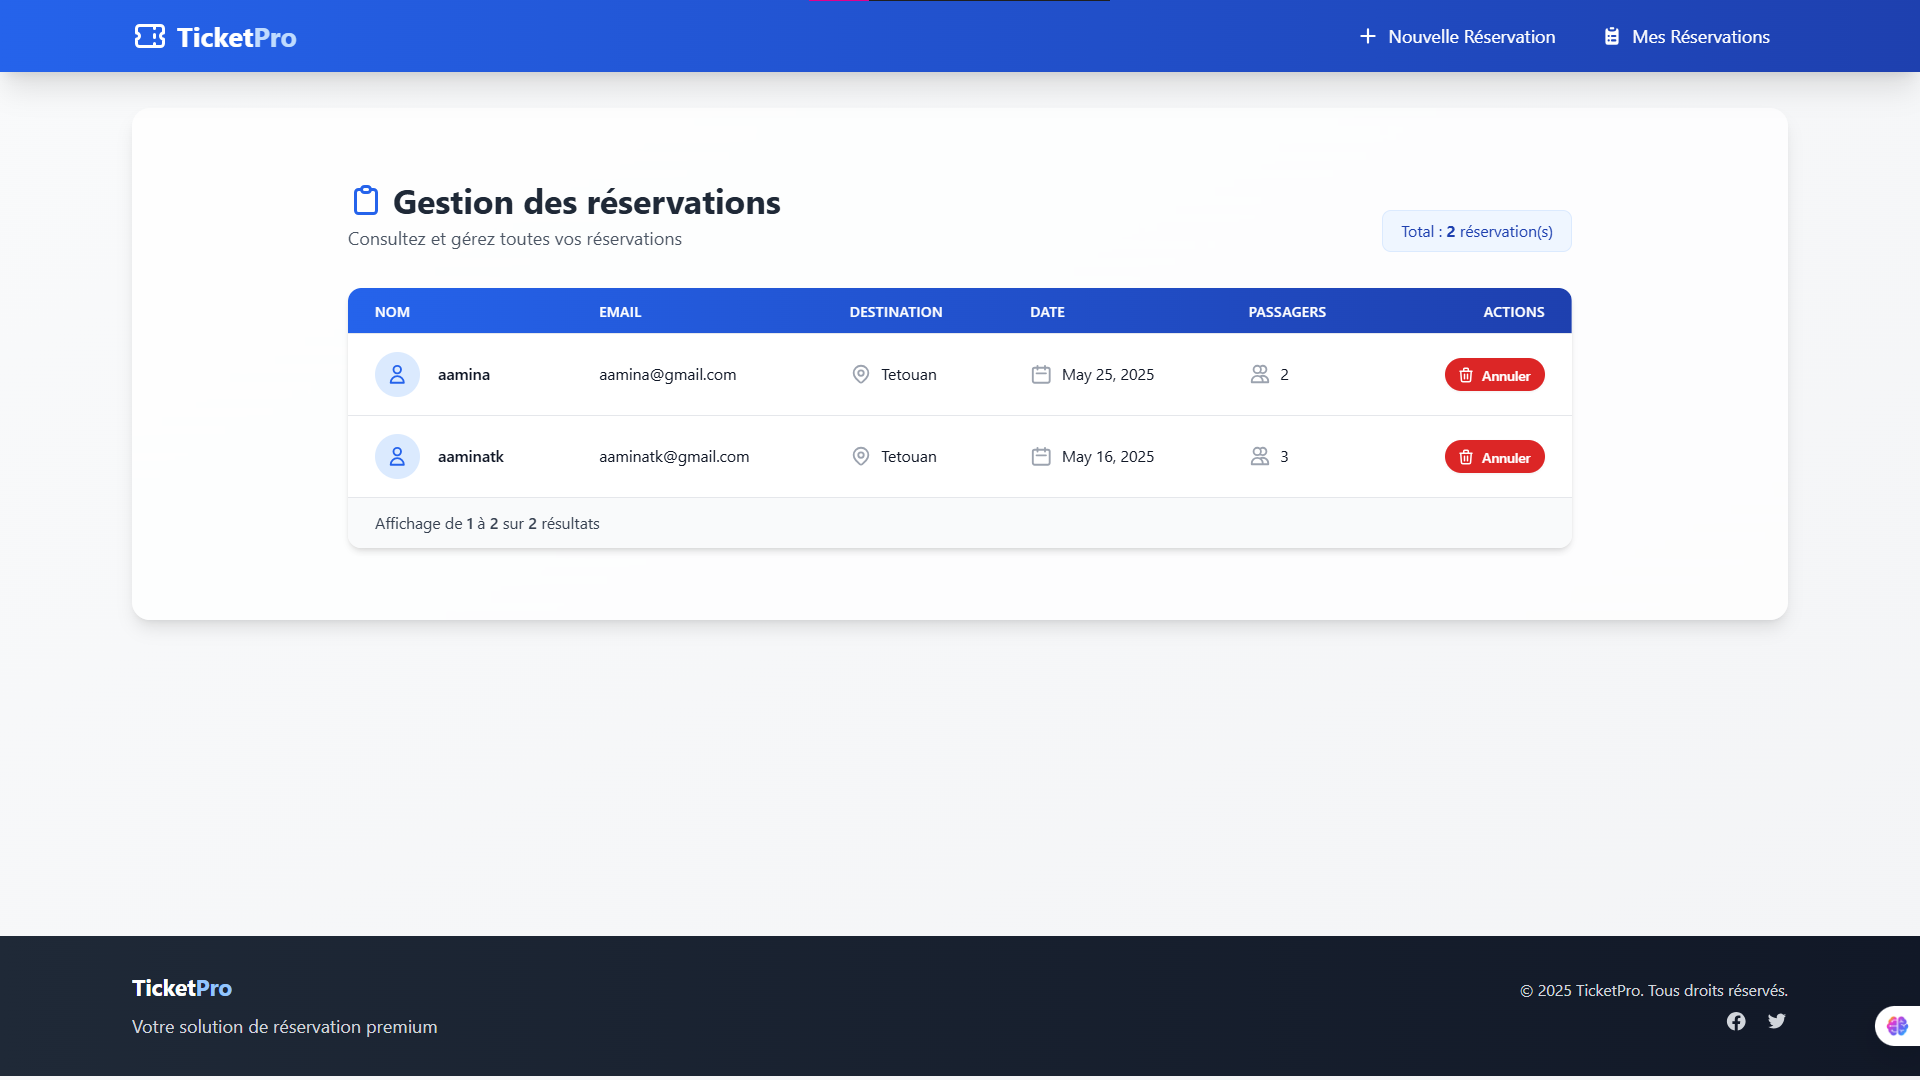 TicketPro
Nouvelle Réservation
Mes Réservations
Gestion des réservations
Consultez et gérez toutes vos réservations
Total : 2 réservation(s)
NOM EMAIL DESTINATION DATE PASSAGERS ACTIONS
aamina aamina@gmail.com Tetouan May 25, 2025 2 Annuler
aaminatk aaminatk@gmail.com Tetouan May 16, 2025 3 Annuler
Affichage de 1 à 2 sur 2 résultats
TicketPro
Votre solution de réservation premium
© 2025 TicketPro. Tous droits réservés.